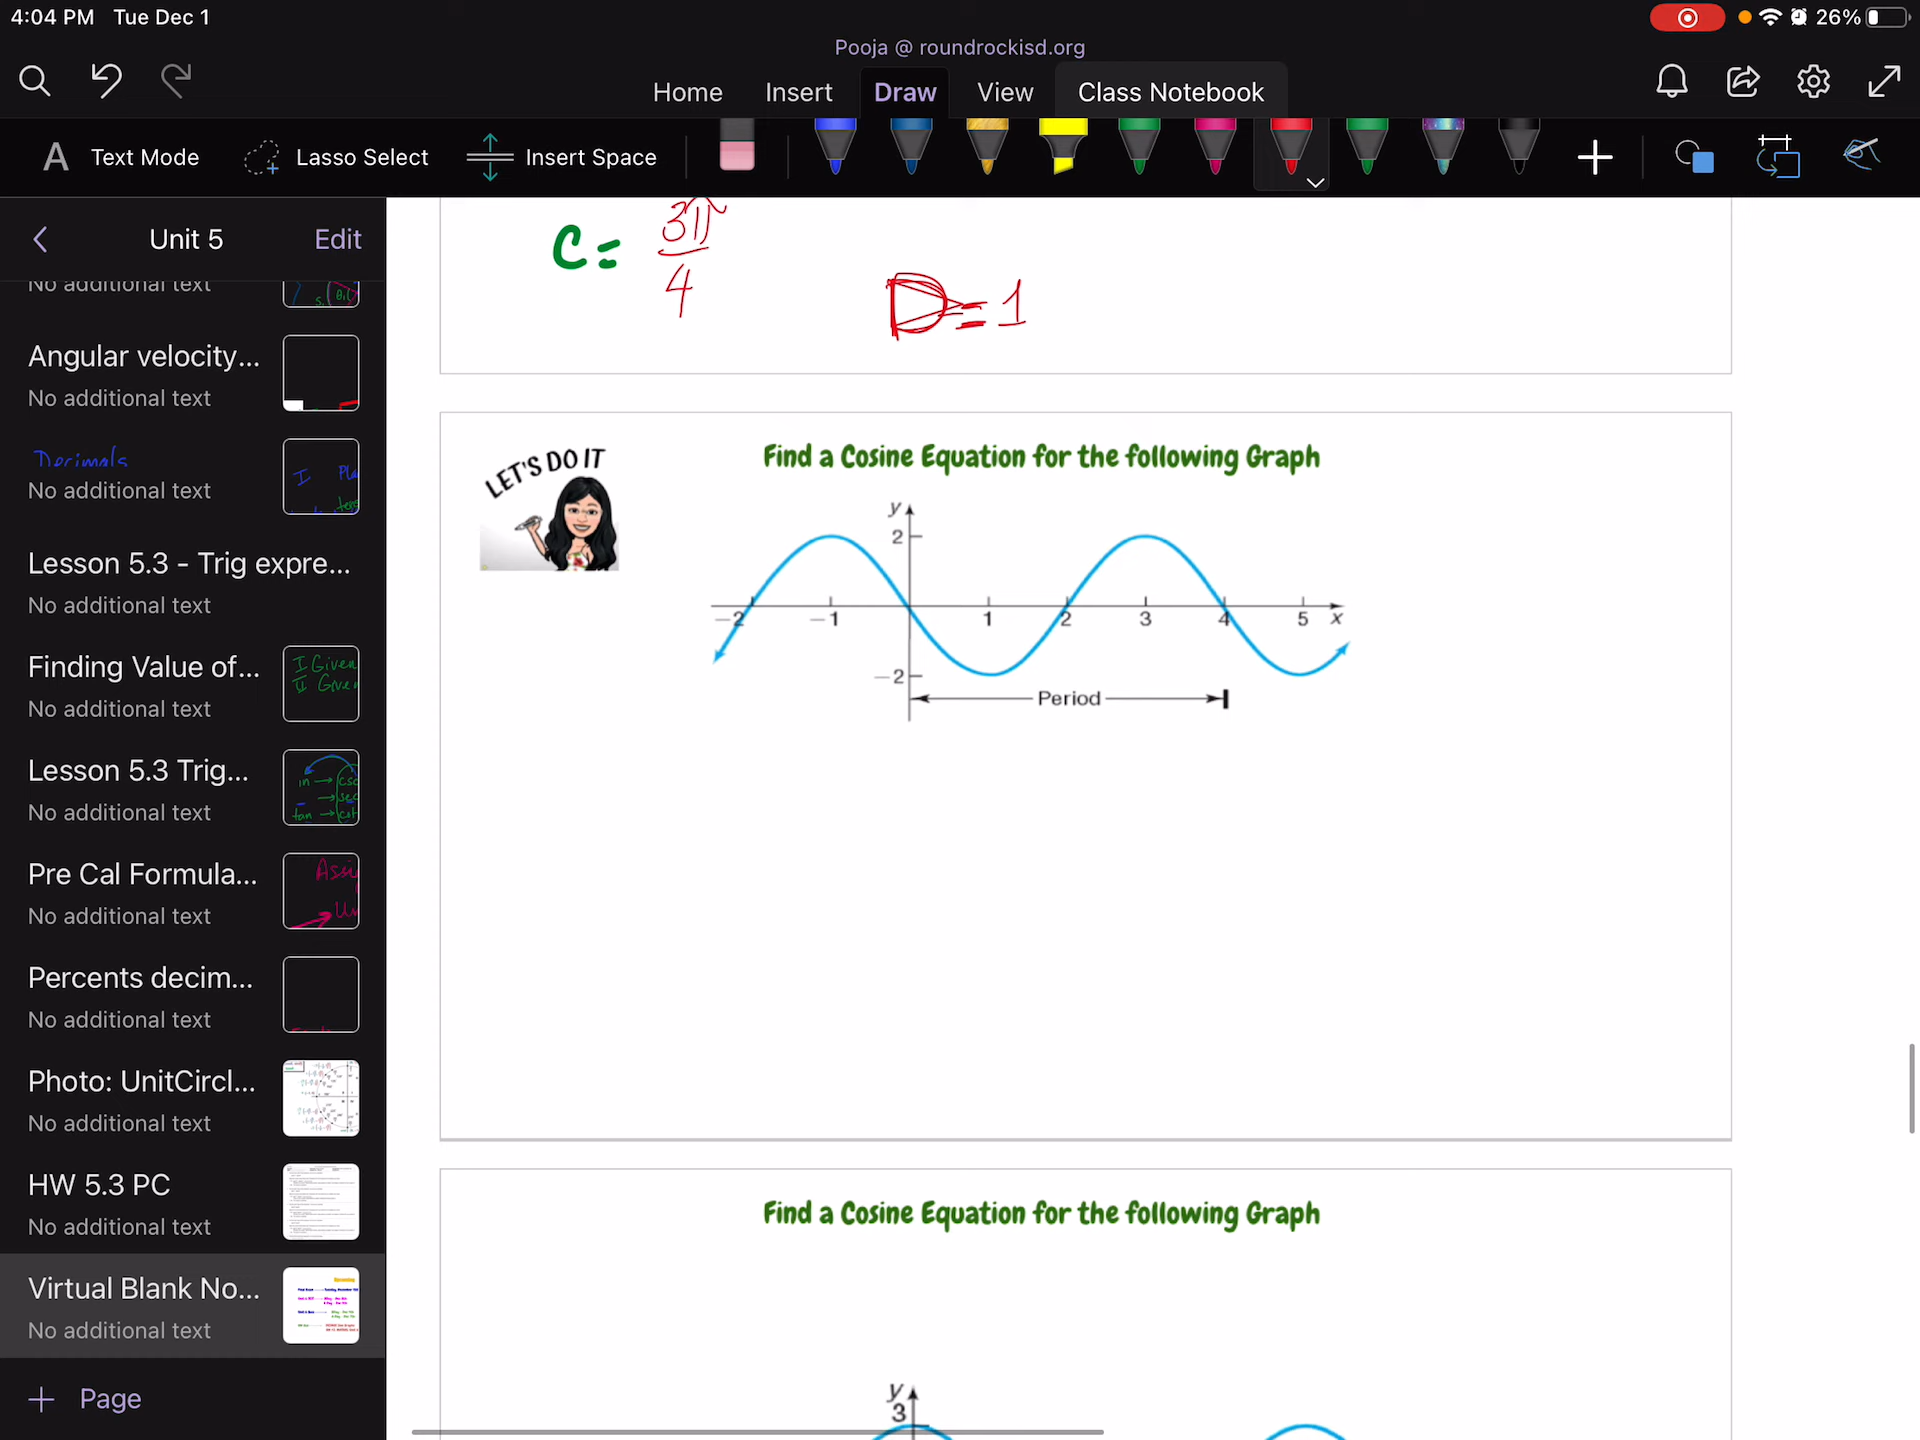 4:04 PM Tue Dec 1
26%
Pooja @ roundrockisd.org
Home Insert Draw View Class Notebook
A Text Mode Lasso Select Insert Space
Unit 5 Edit
No additional text
Angular velocity...
No additional text
Decimals
No additional text
Lesson 5.3 - Trig expre...
No additional text
Finding Value of...
No additional text
Lesson 5.3 Trig...
No additional text
Pre Cal Formula...
No additional text
Percents decim...
No additional text
Photo: UnitCircl...
No additional text
HW 5.3 PC
No additional text
Virtual Blank No...
No additional text
+ Page
C = 3π
4
D = 1
LET'S DO IT
Find a Cosine Equation for the following Graph
y
2
-2 -1 1 2 3 4 5 x
-2
Period
Find a Cosine Equation for the following Graph
y
3